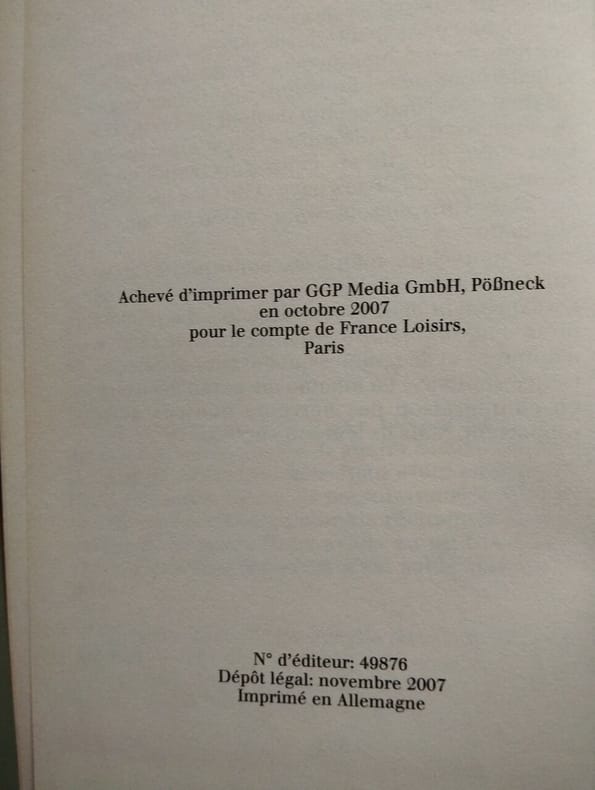 Achevé d'imprimer par GGP Media GmbH, Pößneck
en octobre 2007
pour le compte de France Loisirs,
Paris
N° d'éditeur: 49876
Dépôt légal: novembre 2007
Imprimé en Allemagne